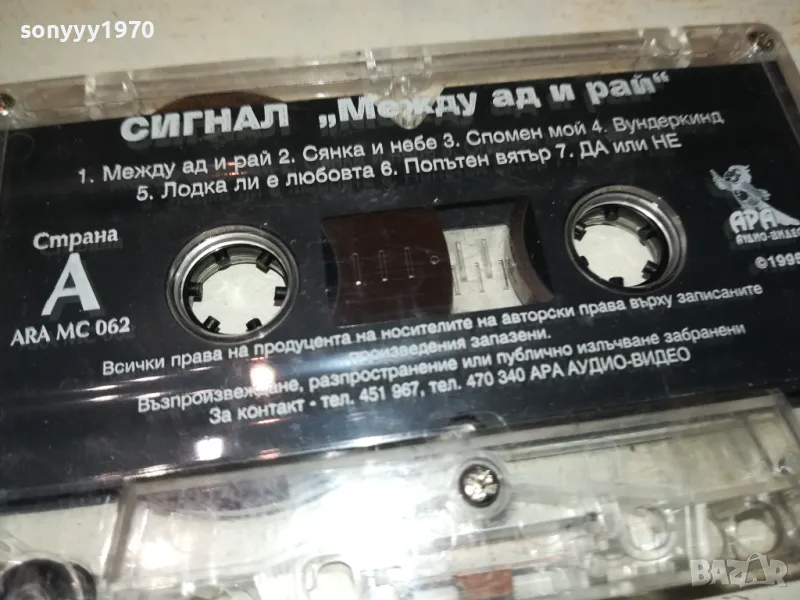 sonyyy1970
СИГНАЛ „Между ад и рай“
1. Между ад и рай 2. Сянка и небе 3. Спомен мой 4. Вундеркинд
5. Лодка ли е любовта 6. Попътен вятър 7. ДА или НЕ
Страна
А
ARA MC 062
АРА
АУДИО-ВИДЕО
©1995
Всички права на продуцента на носителите на авторски права върху записаните
произведения запазени.
Възпроизвеждане, разпространение или публично излъчване забранени
За контакт - тел. 451 967, тел. 470 340 АРА АУДИО-ВИДЕО
BAZAR